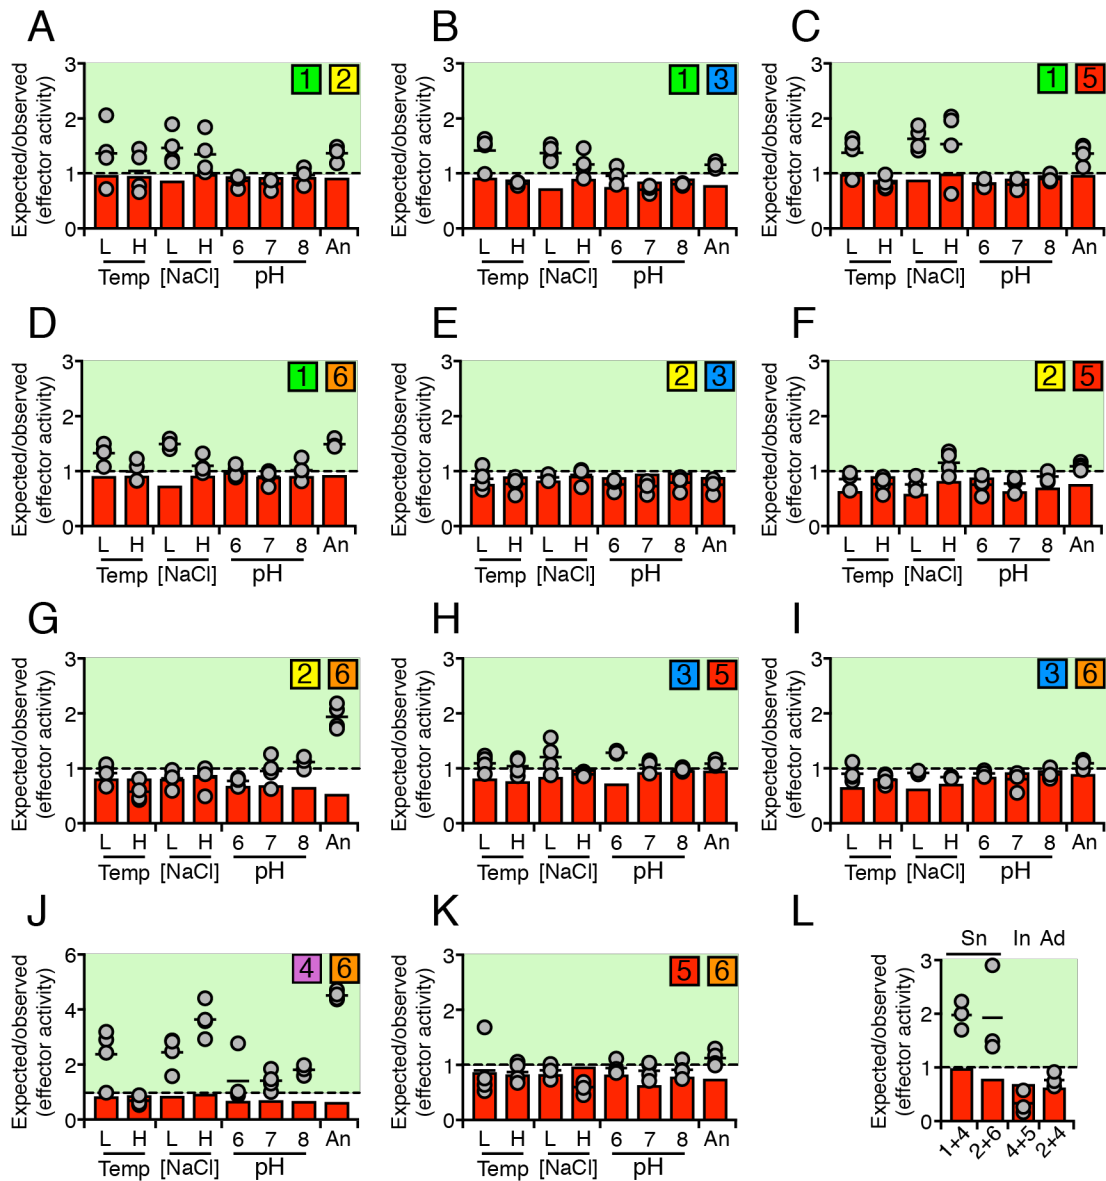 A
Expected/observed
(effector activity)
3
2
1
0
1 2
L H L H 6 7 8 An
Temp [NaCl] pH
B
Expected/observed
(effector activity)
3
2
1
0
1 3
L H L H 6 7 8 An
Temp [NaCl] pH
C
Expected/observed
(effector activity)
3
2
1
0
1 5
L H L H 6 7 8 An
Temp [NaCl] pH
D
Expected/observed
(effector activity)
3
2
1
0
1 6
L H L H 6 7 8 An
Temp [NaCl] pH
E
Expected/observed
(effector activity)
3
2
1
0
2 3
L H L H 6 7 8 An
Temp [NaCl] pH
F
Expected/observed
(effector activity)
3
2
1
0
2 5
L H L H 6 7 8 An
Temp [NaCl] pH
G
Expected/observed
(effector activity)
3
2
1
0
2 6
L H L H 6 7 8 An
Temp [NaCl] pH
H
Expected/observed
(effector activity)
3
2
1
0
3 5
L H L H 6 7 8 An
Temp [NaCl] pH
I
Expected/observed
(effector activity)
3
2
1
0
3 6
L H L H 6 7 8 An
Temp [NaCl] pH
J
Expected/observed
(effector activity)
6
4
2
0
4 6
L H L H 6 7 8 An
Temp [NaCl] pH
K
Expected/observed
(effector activity)
3
2
1
0
5 6
L H L H 6 7 8 An
Temp [NaCl] pH
L
Sn In Ad
Expected/observed
(effector activity)
3
2
1
0
1+4 2+6 4+5 2+4